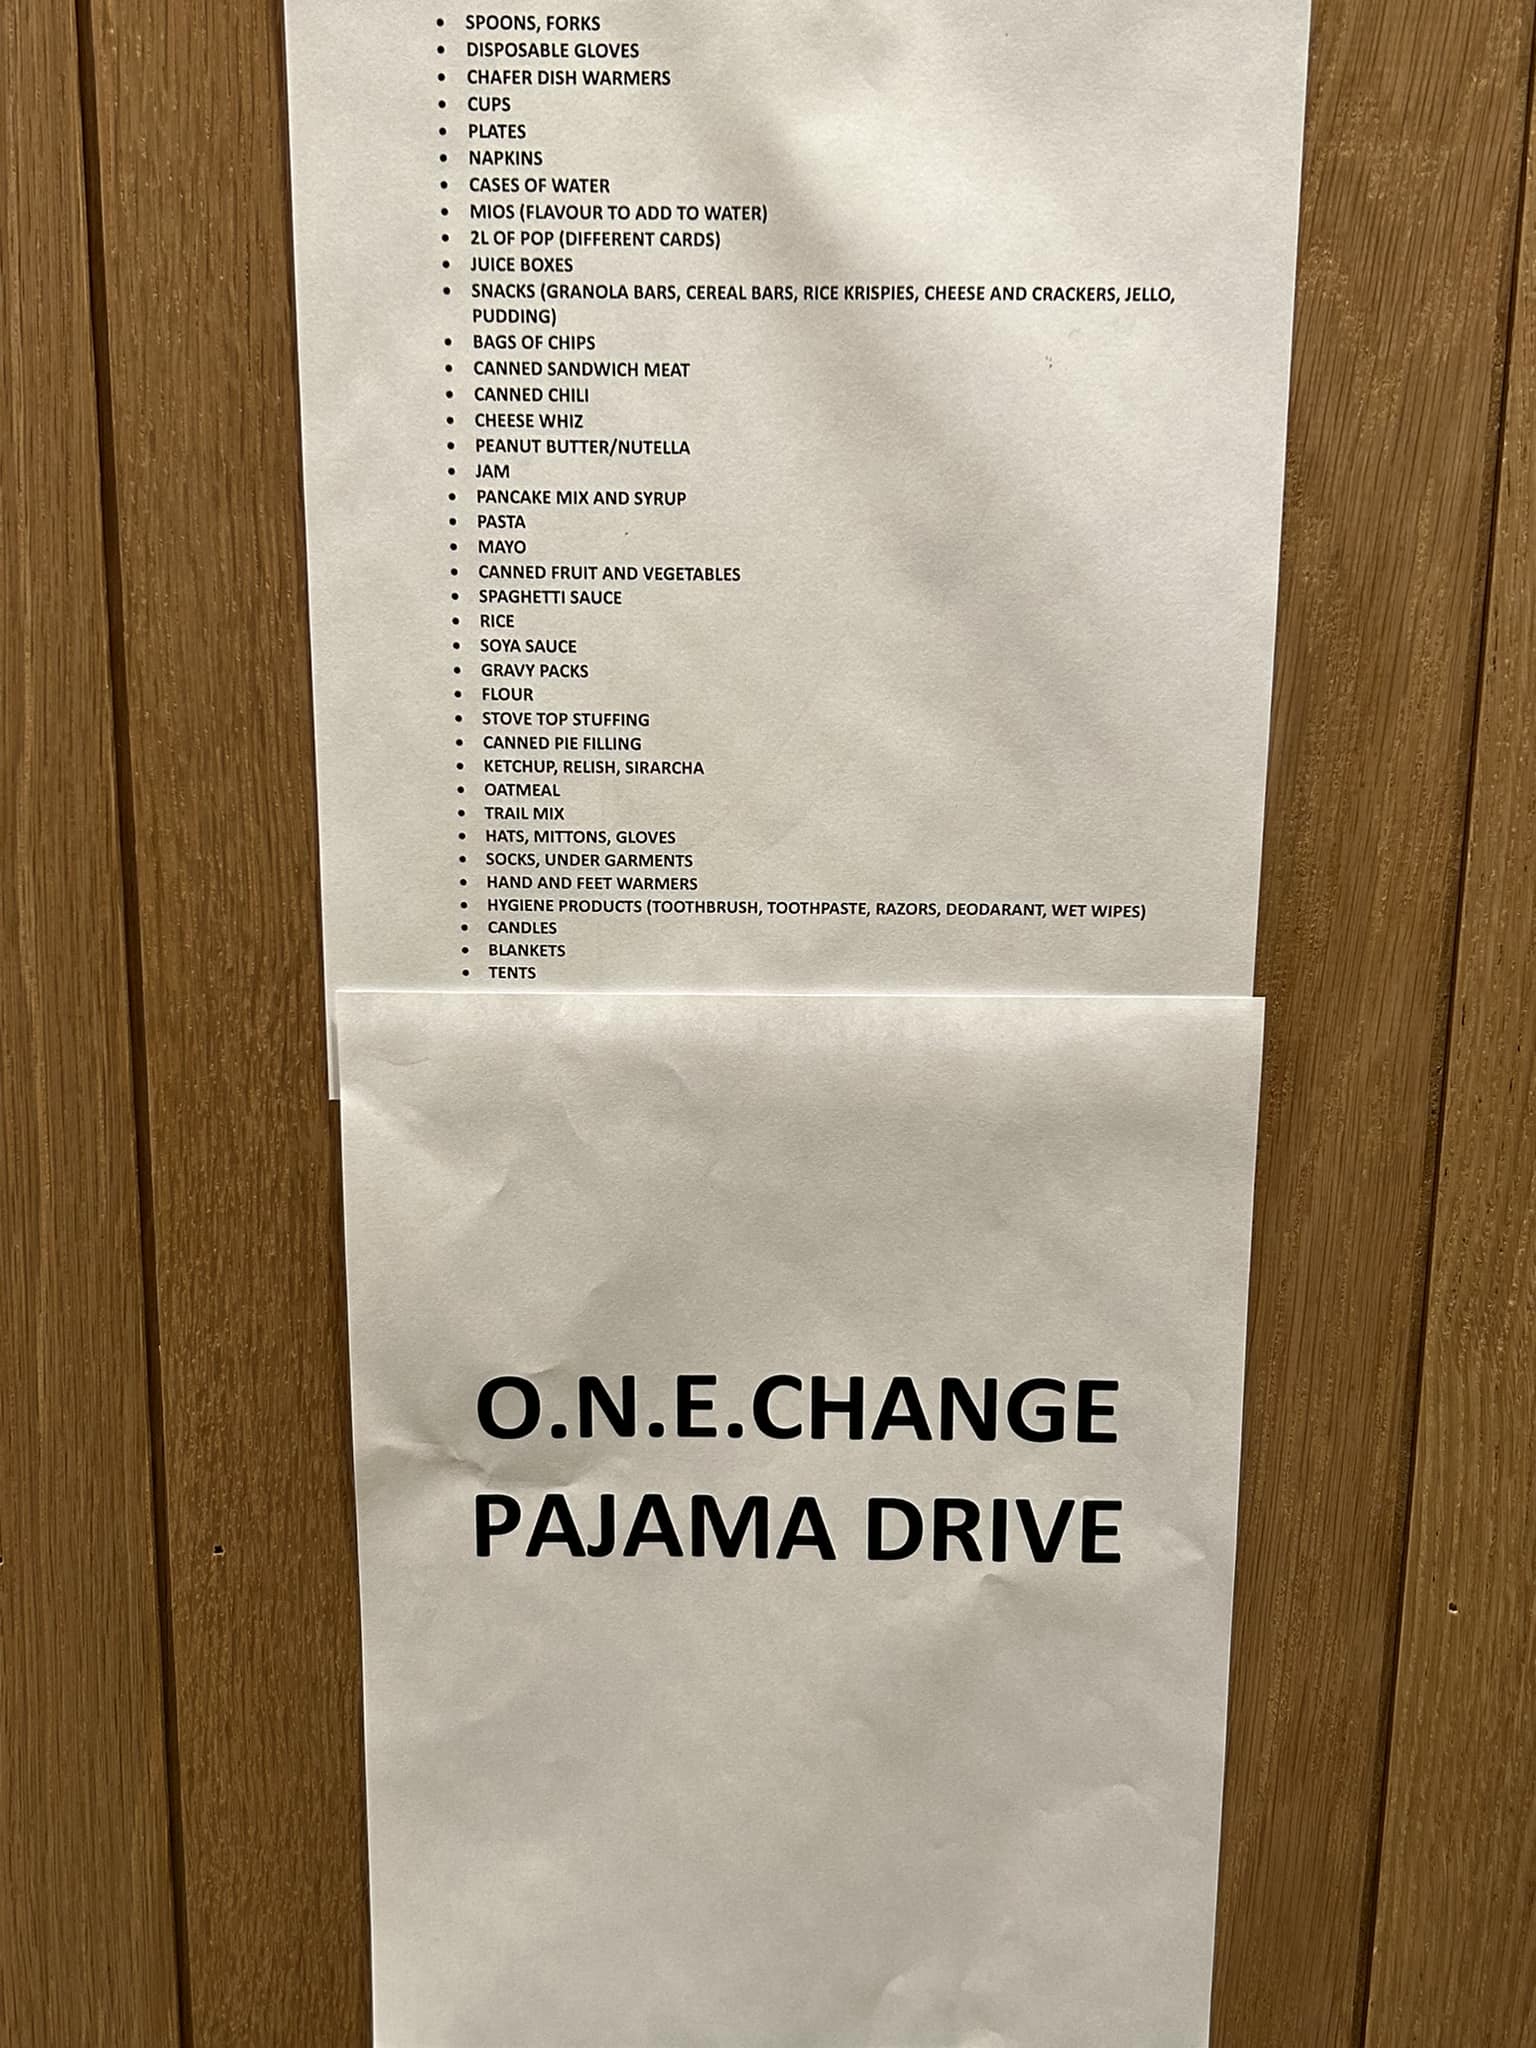 • SPOONS, FORKS
• DISPOSABLE GLOVES
• CHAFER DISH WARMERS
• CUPS
• PLATES
• NAPKINS
• CASES OF WATER
• MIOS (FLAVOUR TO ADD TO WATER)
• 2L OF POP (DIFFERENT CARDS)
• JUICE BOXES
• SNACKS (GRANOLA BARS, CEREAL BARS, RICE KRISPIES, CHEESE AND CRACKERS, JELLO,
PUDDING)
• BAGS OF CHIPS
• CANNED SANDWICH MEAT
• CANNED CHILI
• CHEESE WHIZ
• PEANUT BUTTER/NUTELLA
• JAM
• PANCAKE MIX AND SYRUP
• PASTA
• MAYO
• CANNED FRUIT AND VEGETABLES
• SPAGHETTI SAUCE
• RICE
• SOYA SAUCE
• GRAVY PACKS
• FLOUR
• STOVE TOP STUFFING
• CANNED PIE FILLING
• KETCHUP, RELISH, SIRARCHA
• OATMEAL
• TRAIL MIX
• HATS, MITTONS, GLOVES
• SOCKS, UNDER GARMENTS
• HAND AND FEET WARMERS
• HYGIENE PRODUCTS (TOOTHBRUSH, TOOTHPASTE, RAZORS, DEODARANT, WET WIPES)
• CANDLES
• BLANKETS
• TENTS
O.N.E.CHANGE
PAJAMA DRIVE